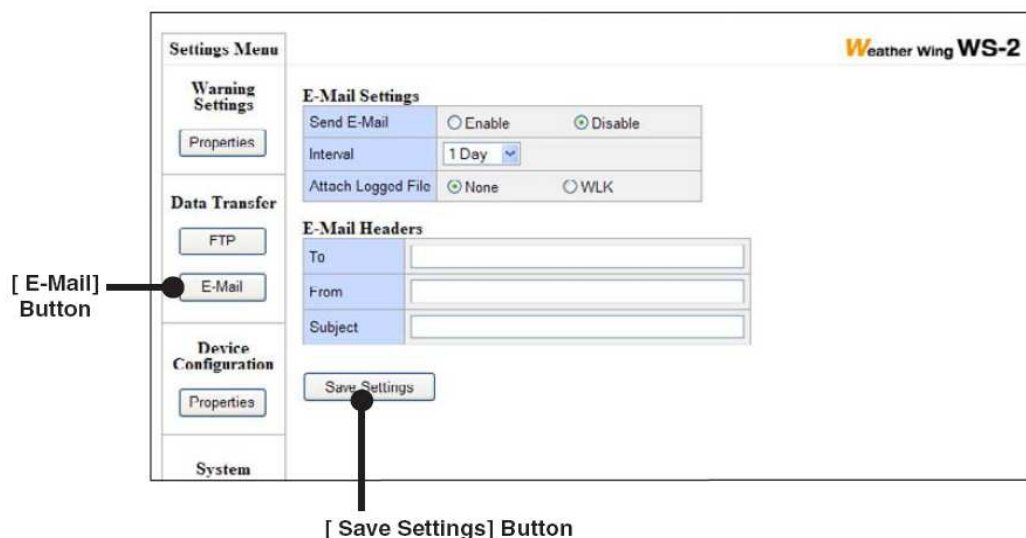 Settings Menu
Weather Wing WS-2
Warning
Settings
Properties
Data Transfer
FTP
E-Mail
Device
Configuration
Properties
System
E-Mail Settings
Send E-Mail Enable Disable
Interval 1 Day
Attach Logged File None WLK
E-Mail Headers
To
From
Subject
Save Settings
[ E-Mail]
Button
[ Save Settings] Button